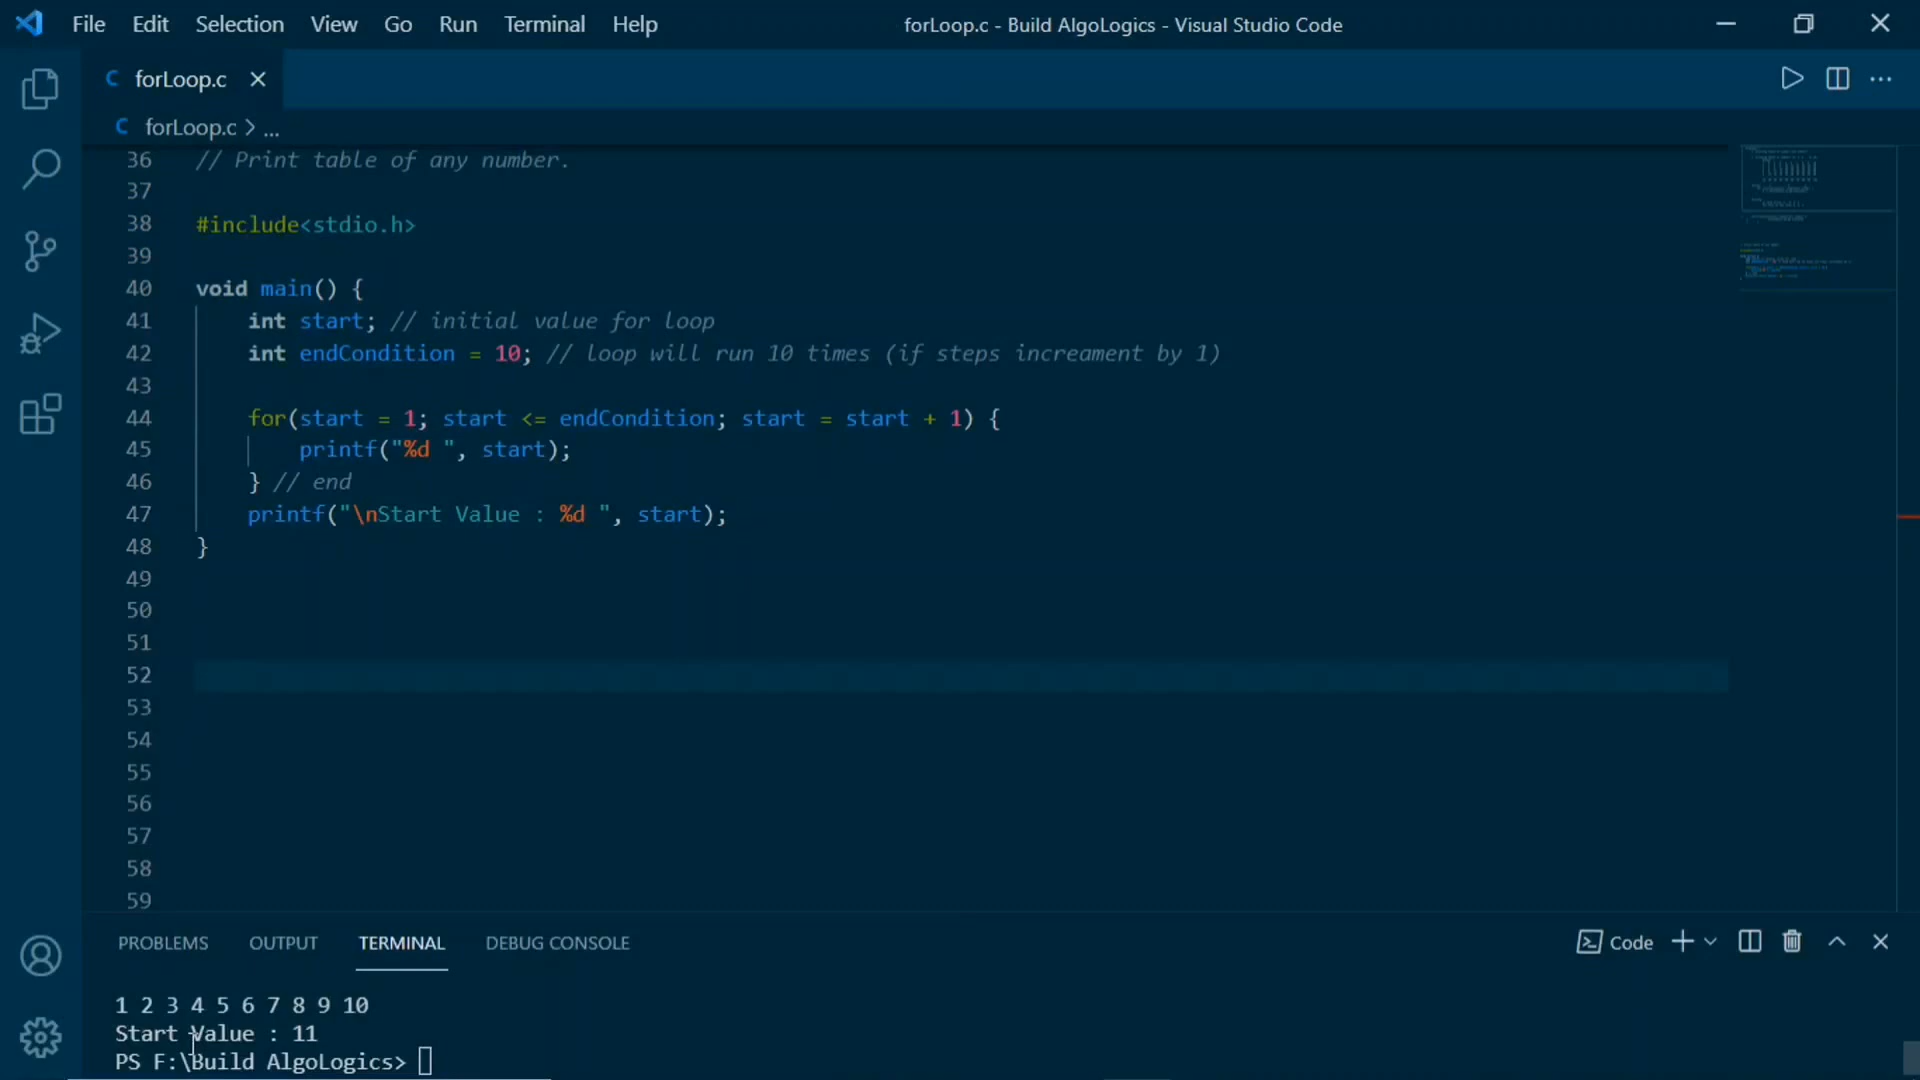 File Edit Selection View Go Run Terminal Help forLoop.c - Build AlgoLogics - Visual Studio Code
C forLoop.c
C forLoop.c > ...
36 // Print table of any number.
37
38 #include<stdio.h>
39
40 void main() {
41 int start; // initial value for loop
42 int endCondition = 10; // loop will run 10 times (if steps increament by 1)
43
44 for(start = 1; start <= endCondition; start = start + 1) {
45 printf("%d ", start);
46 } // end
47 printf("\nStart Value : %d ", start);
48 }
49
50
51
52
53
54
55
56
57
58
59
PROBLEMS OUTPUT TERMINAL DEBUG CONSOLE Code
1 2 3 4 5 6 7 8 9 10
Start Value : 11
PS F:\Build AlgoLogics>